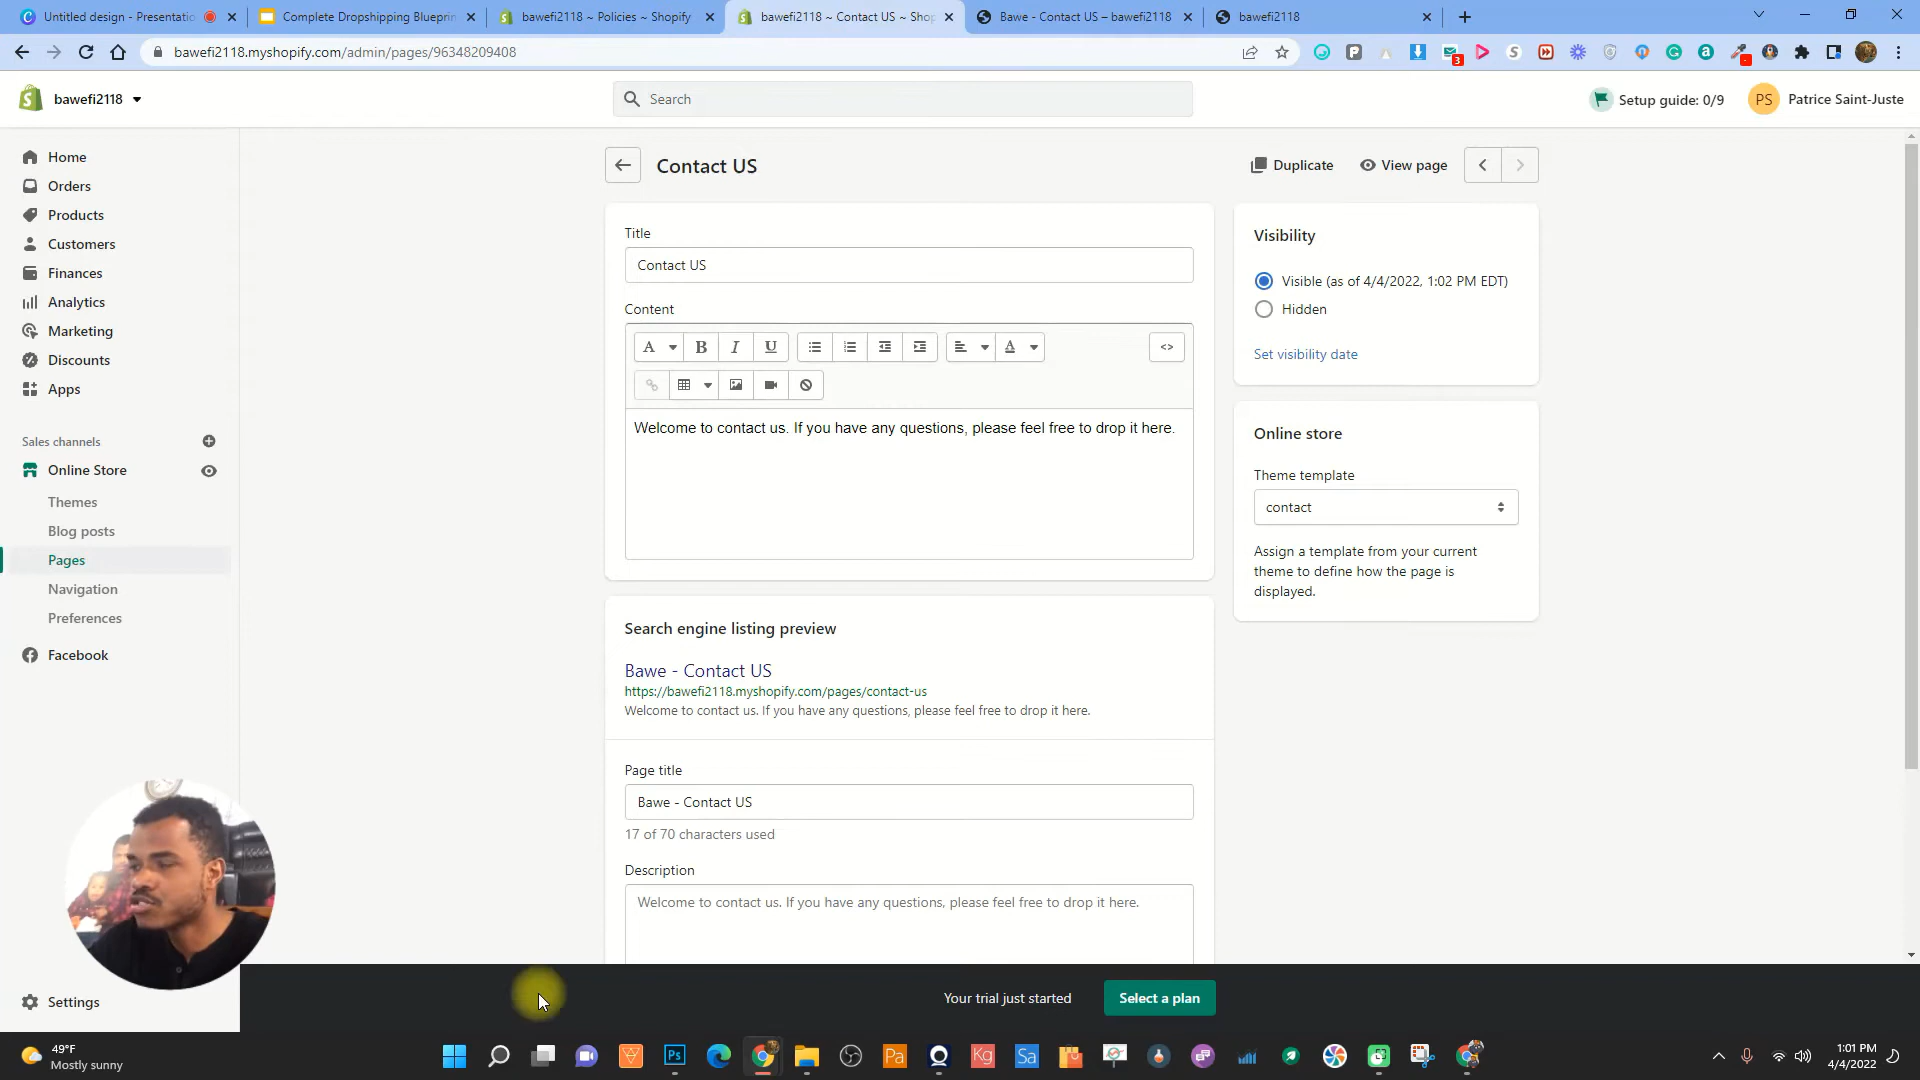 Untitled design - Presentatio
Complete Dropshipping Blueprin
bawefi2118 ~ Policies ~ Shopify
bawefi2118 ~ Contact US ~ Shop
Bawe - Contact US – bawefi2118
bawefi2118
bawefi2118.myshopify.com/admin/pages/96348209408
3
bawefi2118
Search
Setup guide: 0/9
PS
Patrice Saint-Juste
Home
Orders
Products
Customers
Finances
Analytics
Marketing
Discounts
Apps
Sales channels
Online Store
Themes
Blog posts
Pages
Navigation
Preferences
Facebook
Settings
Contact US
Duplicate
View page
Title
Contact US
Content
A
B
I
U
A
<>
Welcome to contact us. If you have any questions, please feel free to drop it here.
Search engine listing preview
Bawe - Contact US
https://bawefi2118.myshopify.com/pages/contact-us
Welcome to contact us. If you have any questions, please feel free to drop it here.
Page title
Bawe - Contact US
17 of 70 characters used
Description
Welcome to contact us. If you have any questions, please feel free to drop it here.
Visibility
Visible (as of 4/4/2022, 1:02 PM EDT)
Hidden
Set visibility date
Online store
Theme template
contact
Assign a template from your current
theme to define how the page is
displayed.
Your trial just started
Select a plan
49°F
Mostly sunny
Ps
Pa
Kg
Sa
1:01 PM
4/4/2022